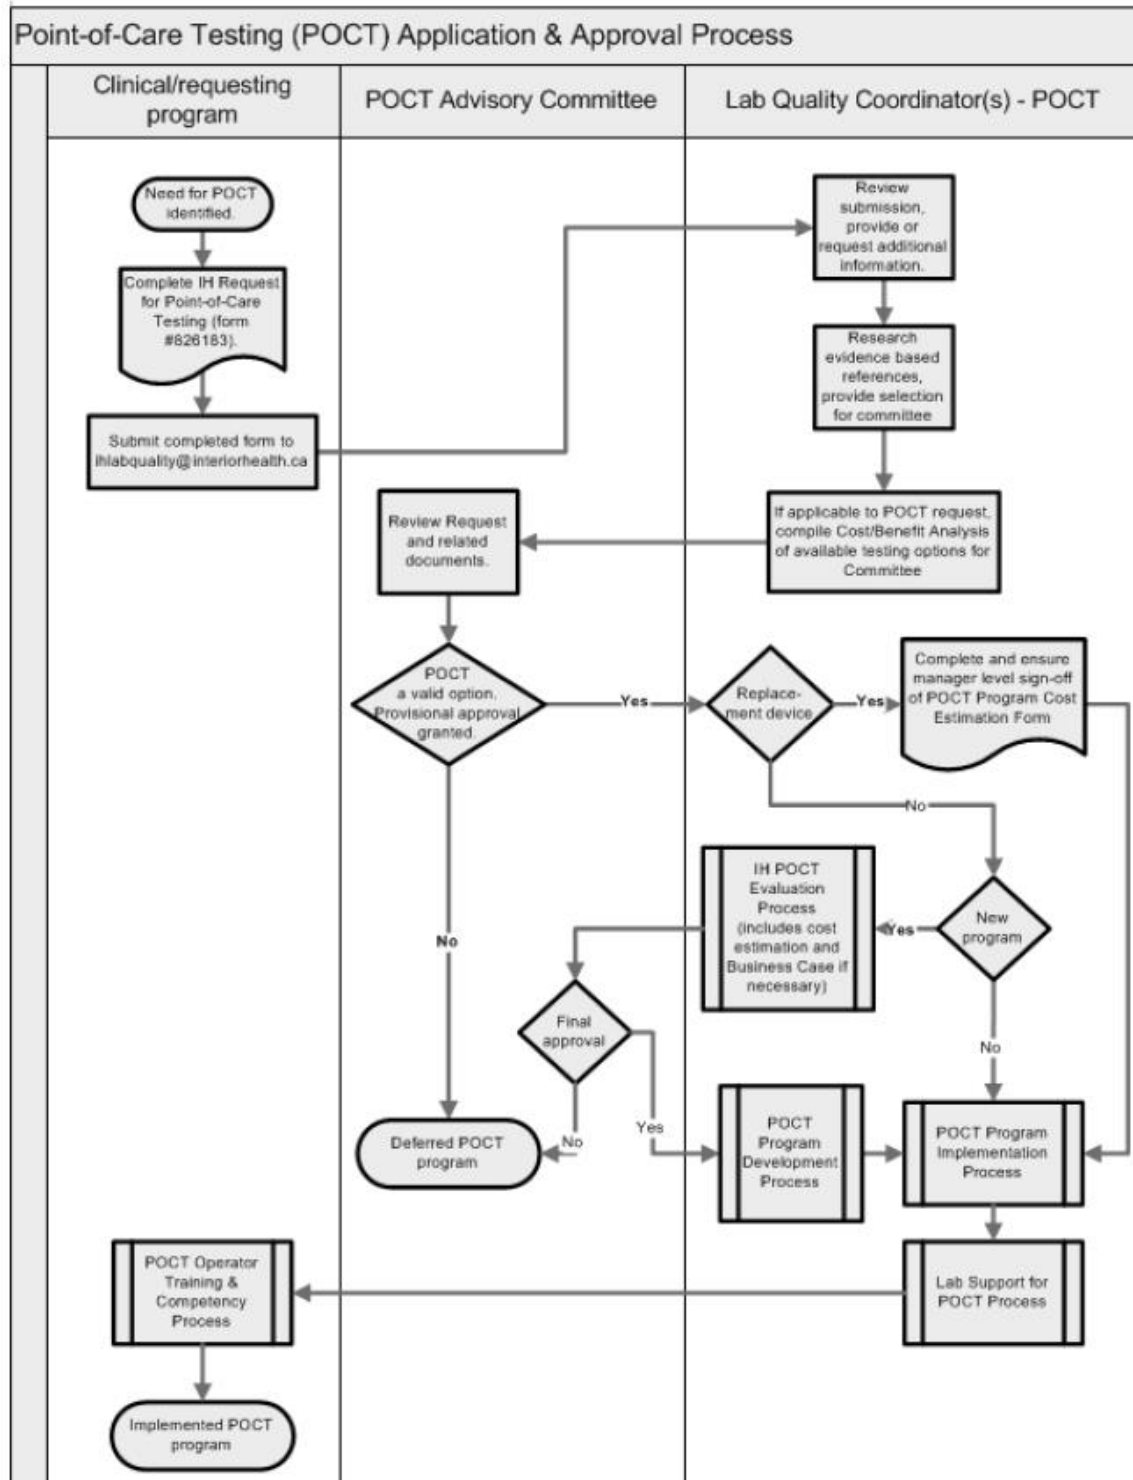 Point-of-Care Testing (POCT) Application & Approval Process
Clinical/requesting
program
POCT Advisory Committee
Lab Quality Coordinator(s) - POCT
Need for POCT
identified.
Complete IH Request
for Point-of-Care
Testing (form
#826183).
Submit completed form to
ihlabquality@interiorhealth.ca
Review
submission,
provide or
request additional
information.
Research
evidence based
references,
provide selection
for committee
If applicable to POCT request,
compile Cost/Benefit Analysis
of available testing options for
Committee
Review Request
and related
documents.
POCT
a valid option.
Provisional approval
granted.
Yes
No
Replace-
ment device
Yes
No
Complete and ensure
manager level sign-off
of POCT Program Cost
Estimation Form
New
program
Yes
No
IH POCT
Evaluation
Process
(includes cost
estimation and
Business Case if
necessary)
Final
approval
No
Yes
Deferred POCT
program
POCT
Program
Development
Process
POCT Program
Implementation
Process
Lab Support for
POCT Process
POCT Operator
Training &
Competency
Process
Implemented POCT
program